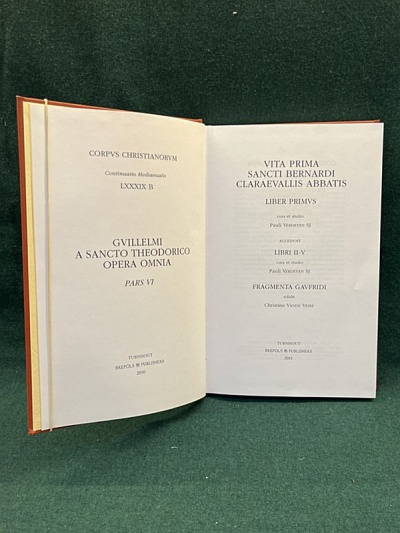 CORPVS CHRISTIANORVM
Continuatio Mediaeualis
LXXXIX B
GVILLELMI
A SANCTO THEODORICO
OPERA OMNIA
PARS VI
TURNHOUT
BREPOLS PUBLISHERS
VITA PRIMA
SANCTI BERNARDI
CLARAEVALLIS ABBATIS
LIBER PRIMVS
cura et studio
Pauli VERDEYEN SJ
accedunt
LIBRI II-V
cura et studio
Pauli VERDEYEN SJ
FRAGMENTA GAVFRIDI
edidit
Christine VANDE VEIRE
TURNHOUT
BREPOLS PUBLISHERS